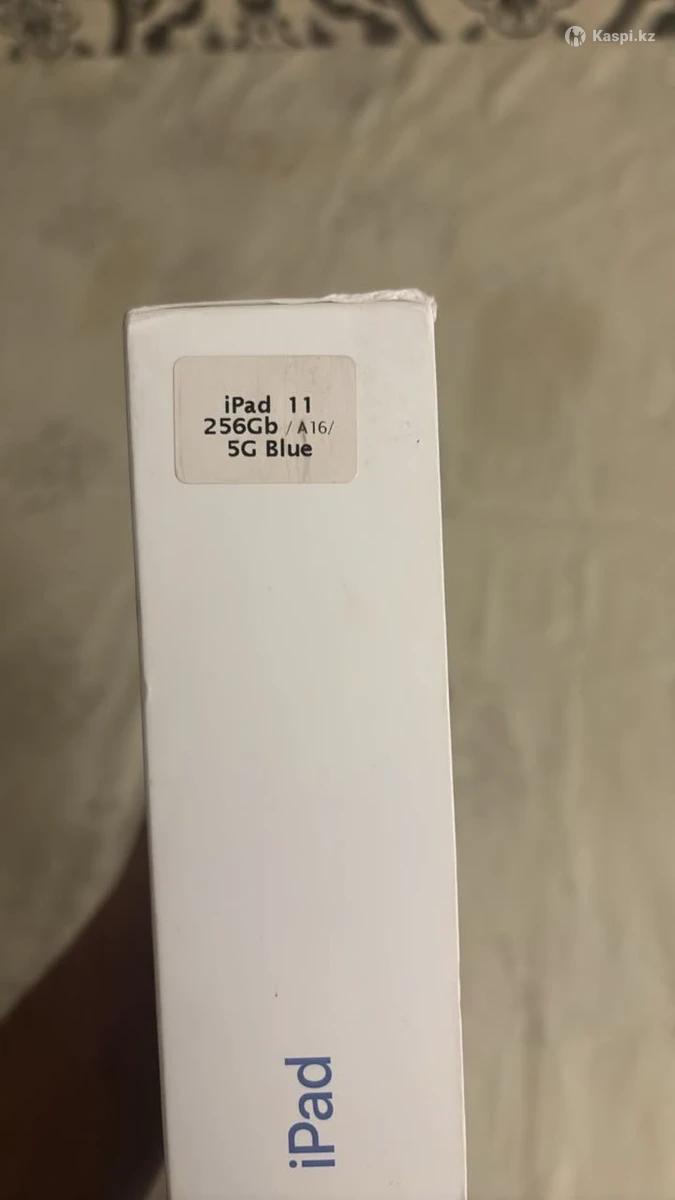 Kaspi.kz
iPad 11
256Gb / A16/
5G Blue
iPad